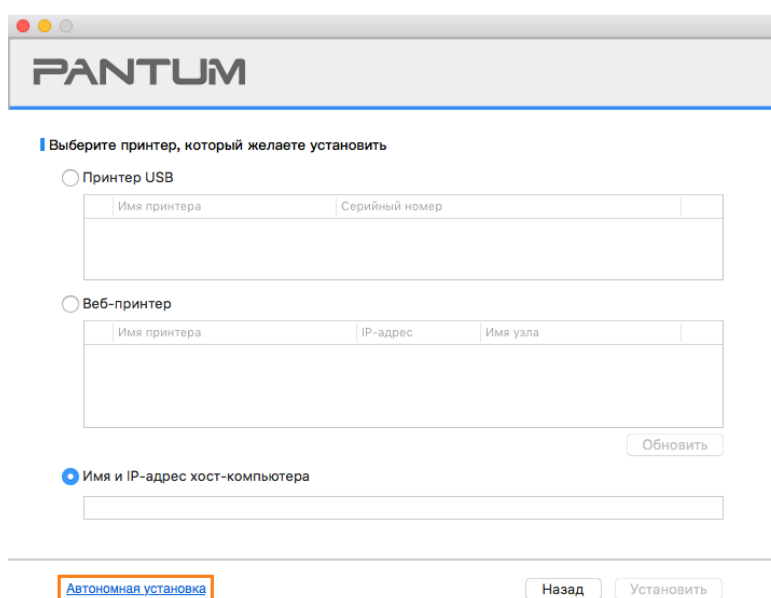 PANTUM
Выберите принтер, который желаете установить
Принтер USB
Имя принтера Серийный номер
Веб-принтер
Имя принтера IP-адрес Имя узла
Обновить
Имя и IP-адрес хост-компьютера
Автономная установка Назад Установить